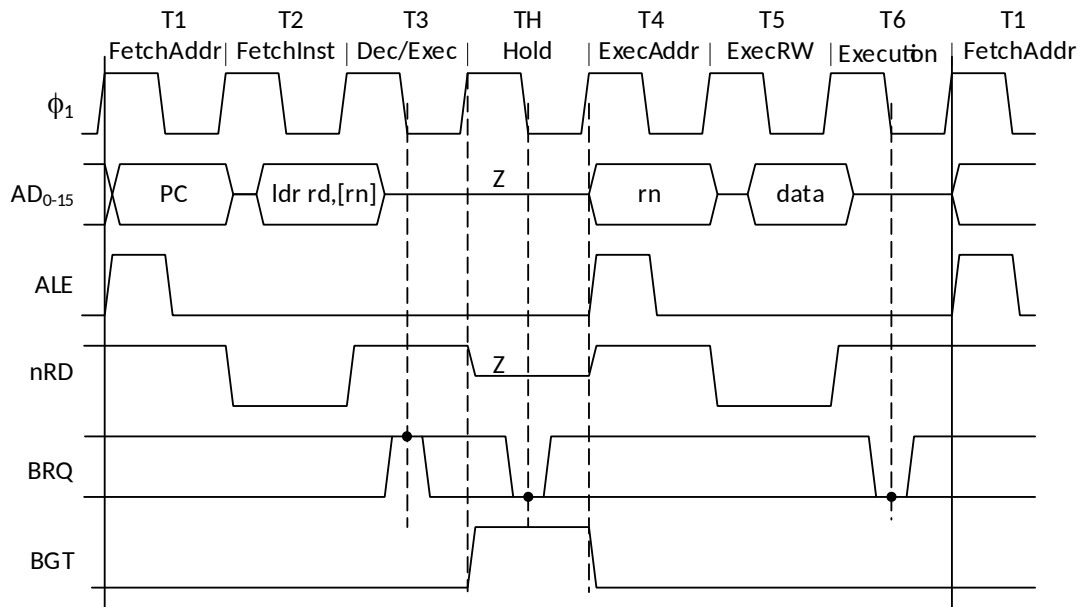 T1 T2 T3 TH T4 T5 T6 T1
FetchAddr FetchInst Dec/Exec Hold ExecAddr ExecRW Execution FetchAddr
ϕ1
AD0-15 PC ldr rd,[rn] Z rn data
ALE
nRD Z
BRQ
BGT